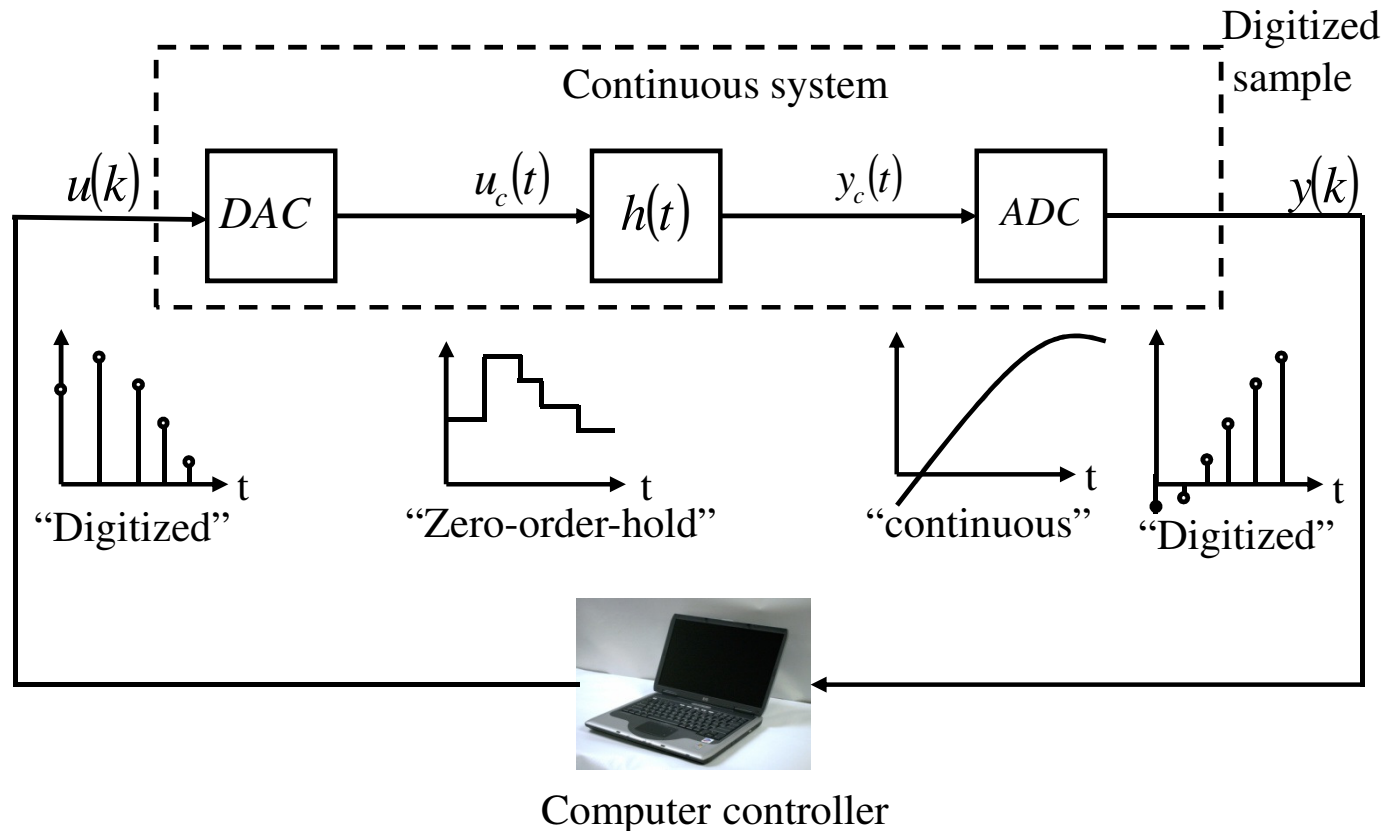 Digitized
sample
Continuous system
u(k)
DAC
u_c(t)
h(t)
y_c(t)
ADC
y(k)
t
“Digitized”
t
“Zero-order-hold”
t
“continuous”
t
“Digitized”
Computer controller